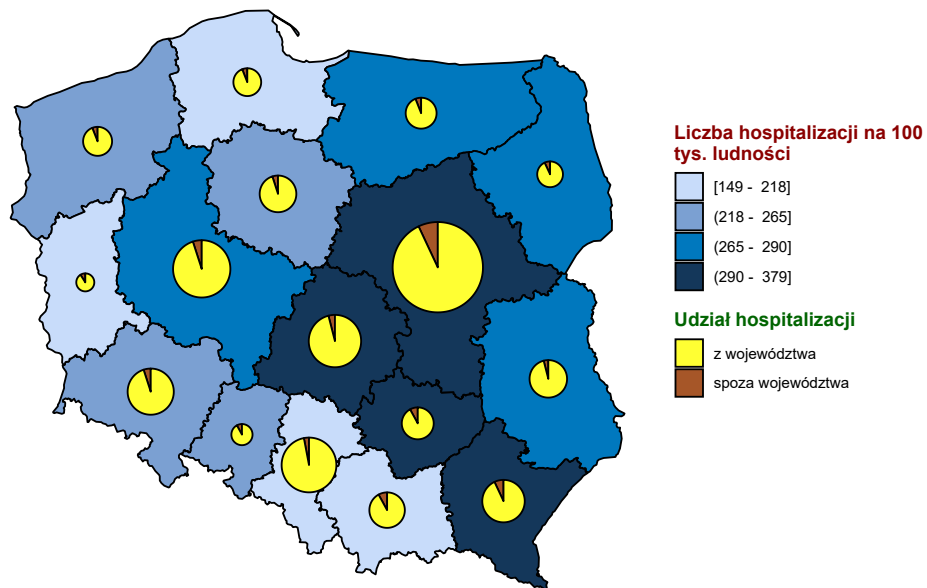 Liczba hospitalizacji na 100
tys. ludności
[149 - 218]
(218 - 265]
(265 - 290]
(290 - 379]
Udział hospitalizacji
z województwa
spoza województwa